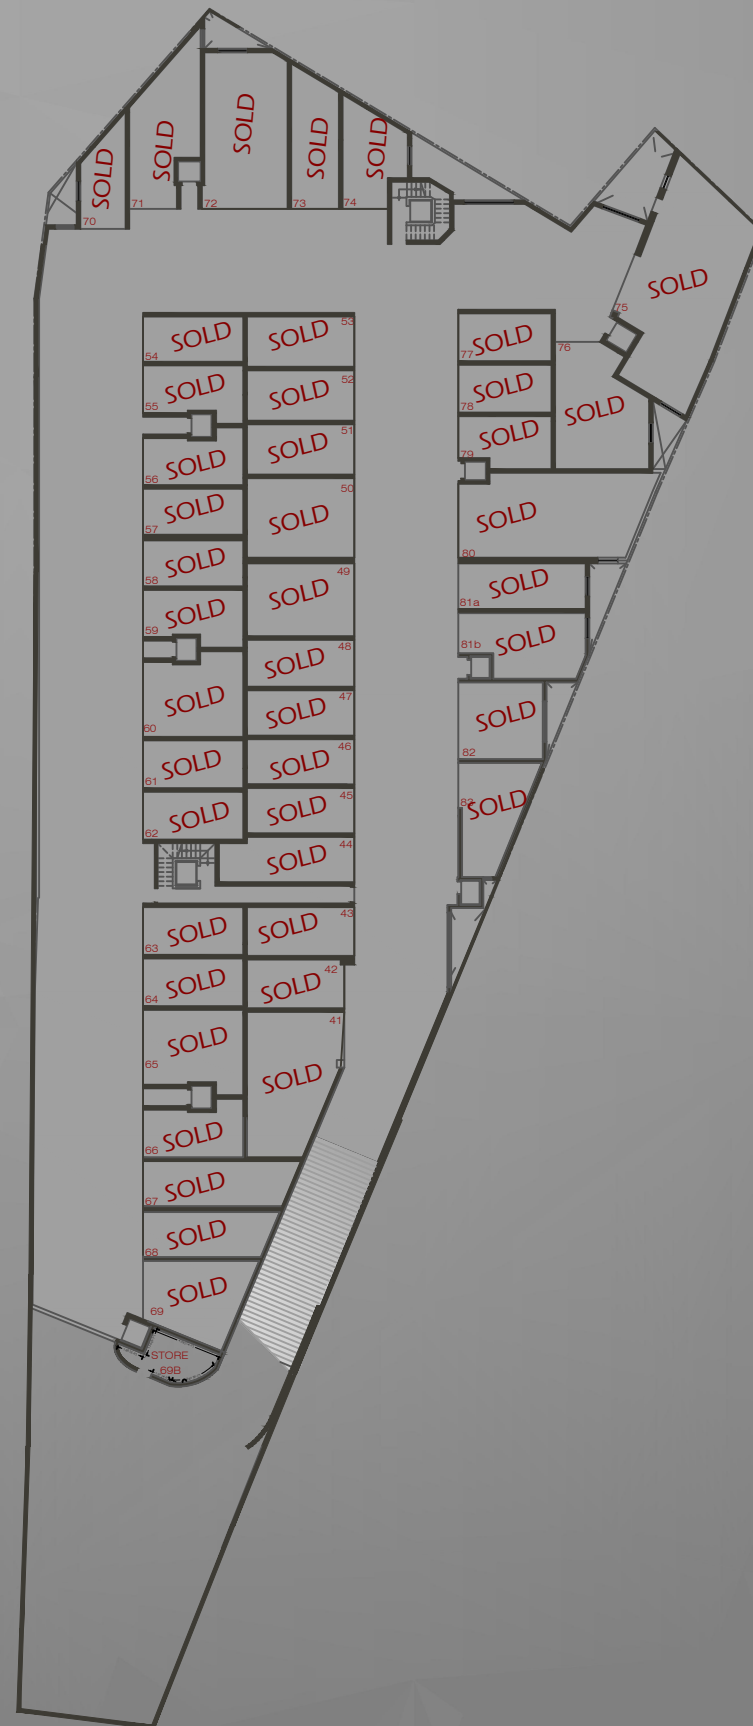 SOLD
70
SOLD
71
SOLD
72
SOLD
73
SOLD
74
SOLD
75
SOLD
54
SOLD
53
SOLD
77
76
SOLD
SOLD
55
SOLD
52
SOLD
78
SOLD
56
SOLD
51
SOLD
79
SOLD
57
SOLD
50
SOLD
80
SOLD
58
SOLD
49
SOLD
81a
SOLD
59
SOLD
48
SOLD
81b
SOLD
60
SOLD
47
SOLD
82
SOLD
61
SOLD
46
83
SOLD
SOLD
62
SOLD
45
SOLD
44
SOLD
63
SOLD
43
SOLD
64
SOLD
42
SOLD
65
41
SOLD
SOLD
66
SOLD
67
SOLD
68
SOLD
69
STORE
69B